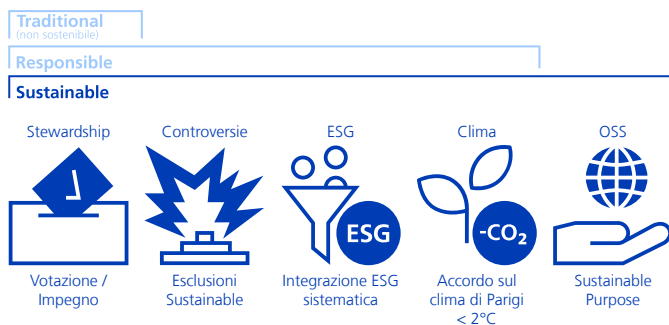 Traditional
(non sostenibile)
Responsible
Sustainable
Stewardship
Controversie
ESG
Clima
OSS
ESG
-CO₂
Votazione /
Impegno
Esclusioni
Sustainable
Integrazione ESG
sistematica
Accordo sul
clima di Parigi
< 2°C
Sustainable
Purpose